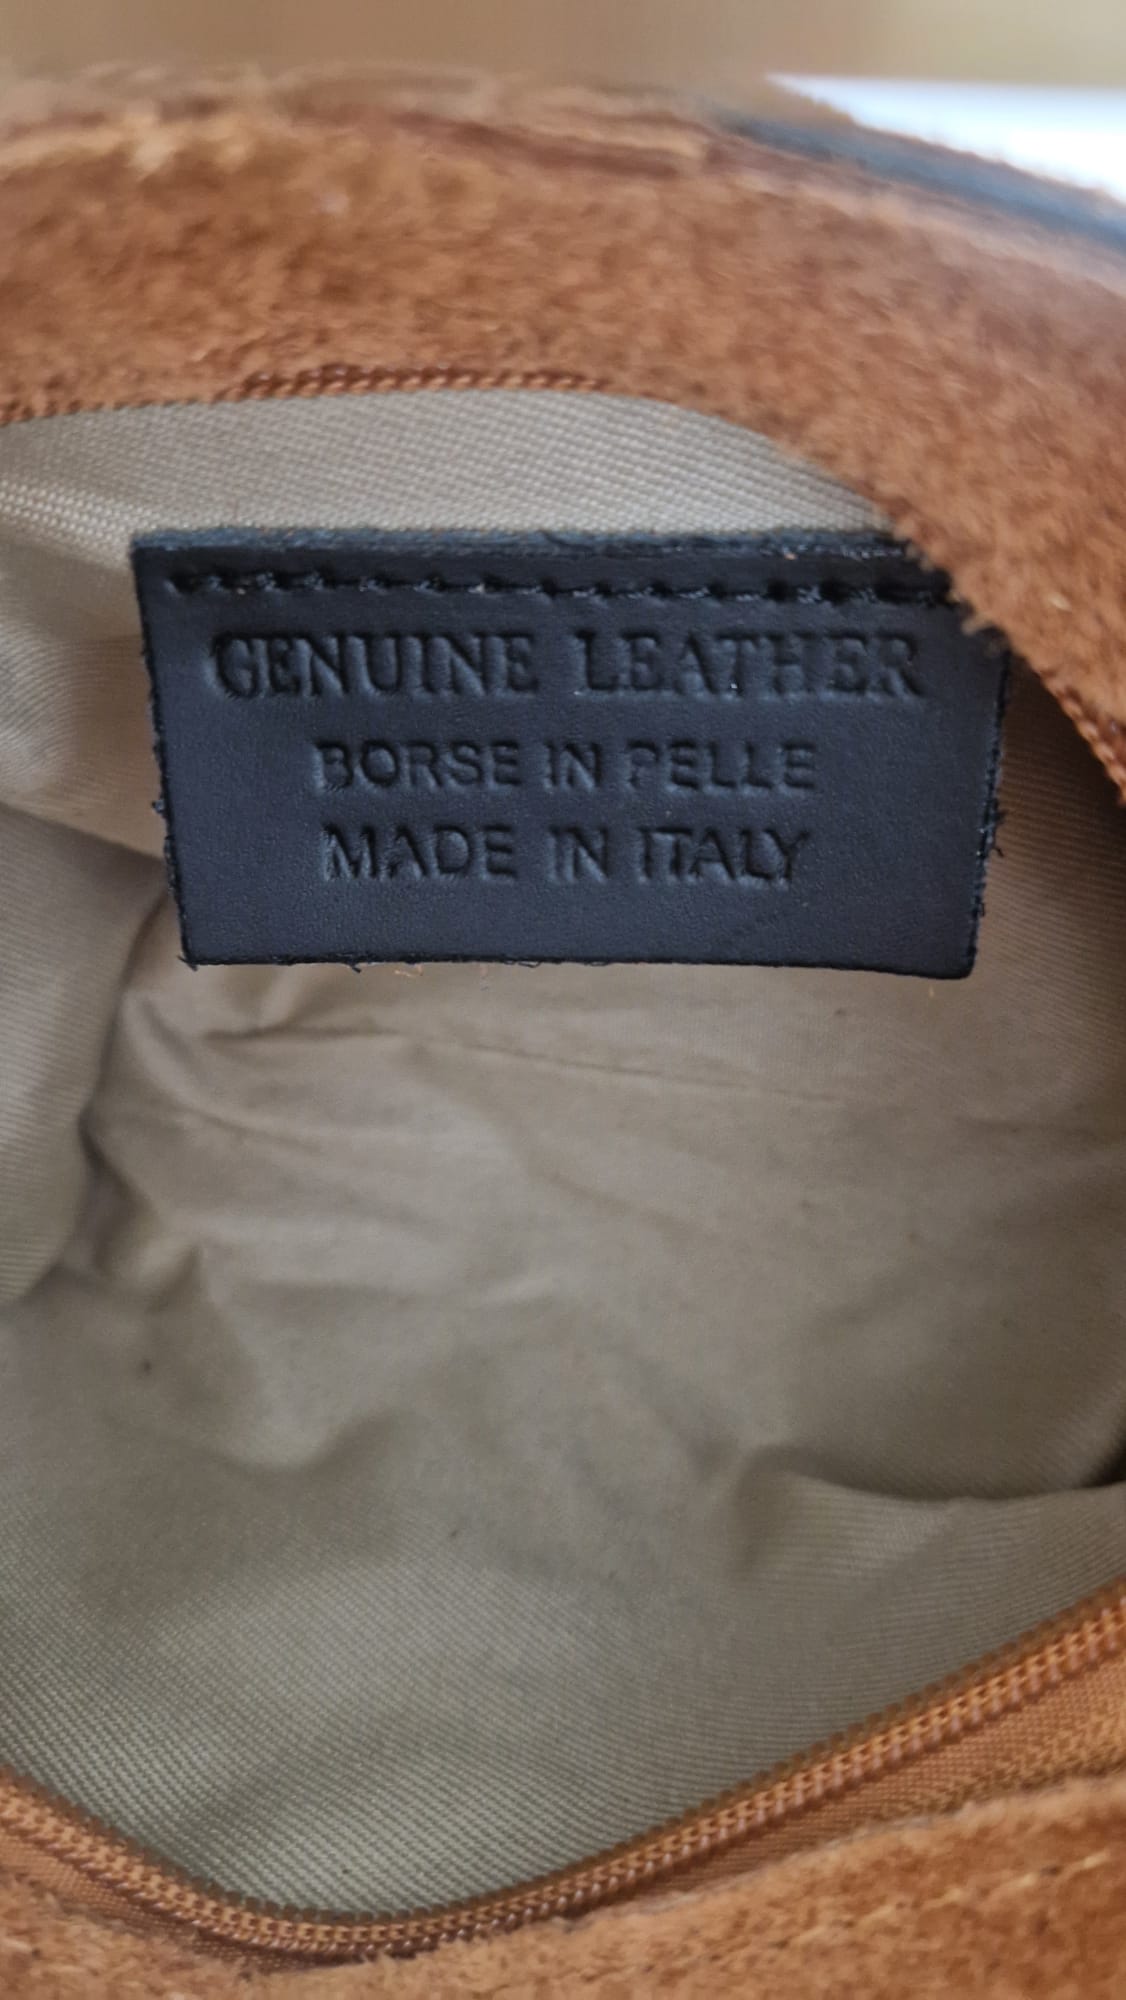 GENUINE LEATHER
BORSE IN PELLE
MADE IN ITALY